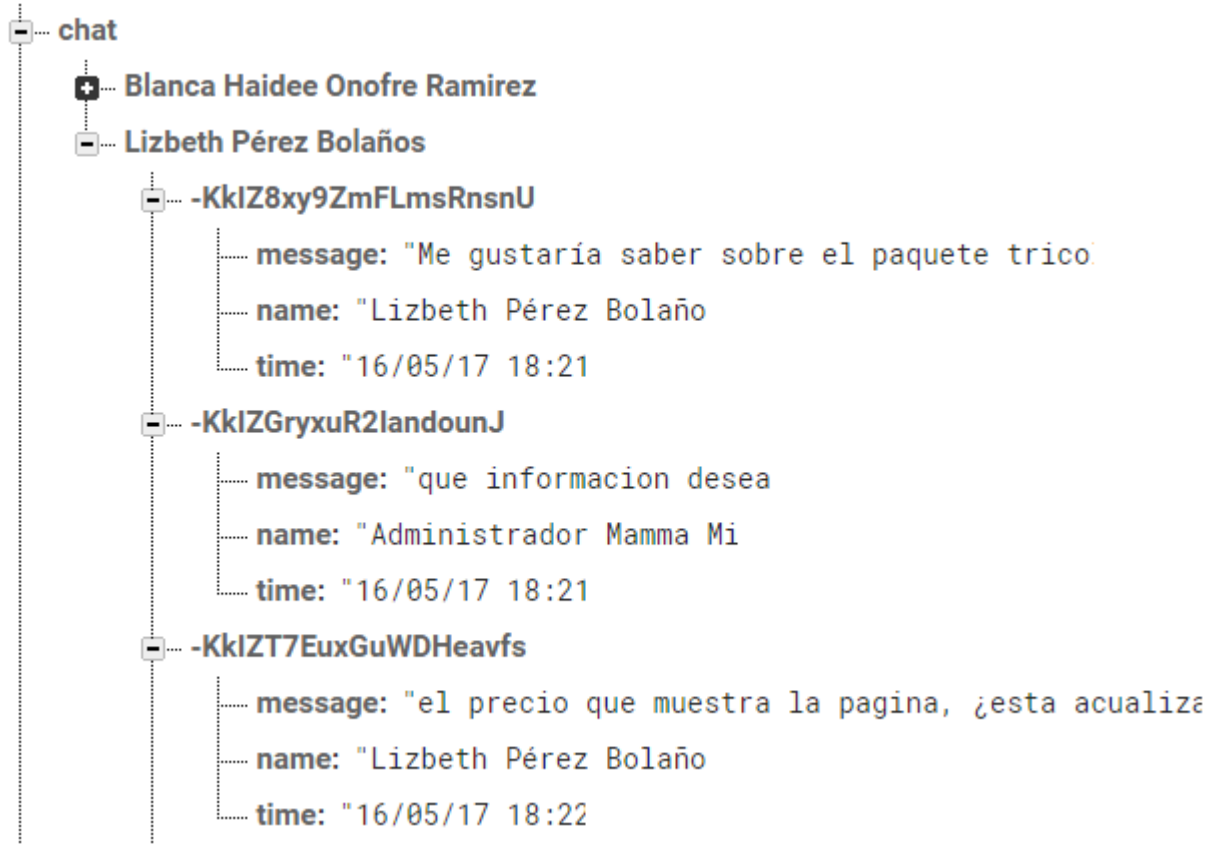 chat
Blanca Haidee Onofre Ramirez
Lizbeth Pérez Bolaños
-KkIZ8xy9ZmFLmsRnsnU
message: "Me gustaría saber sobre el paquete trico
name: "Lizbeth Pérez Bolaño
time: "16/05/17 18:21
-KkIZGryxuR2IandounJ
message: "que informacion desea
name: "Administrador Mamma Mi
time: "16/05/17 18:21
-KkIZT7EuxGuWDHeavfs
message: "el precio que muestra la pagina, ¿esta acualiza
name: "Lizbeth Pérez Bolaño
time: "16/05/17 18:22